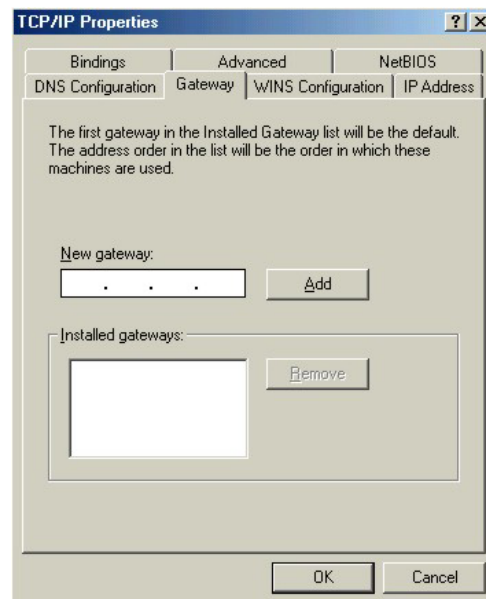 TCP/IP Properties
Bindings Advanced NetBIOS
DNS Configuration Gateway WINS Configuration IP Address
The first gateway in the Installed Gateway list will be the default.
The address order in the list will be the order in which these
machines are used.
New gateway:
. . .
Add
Installed gateways:
Remove
OK Cancel